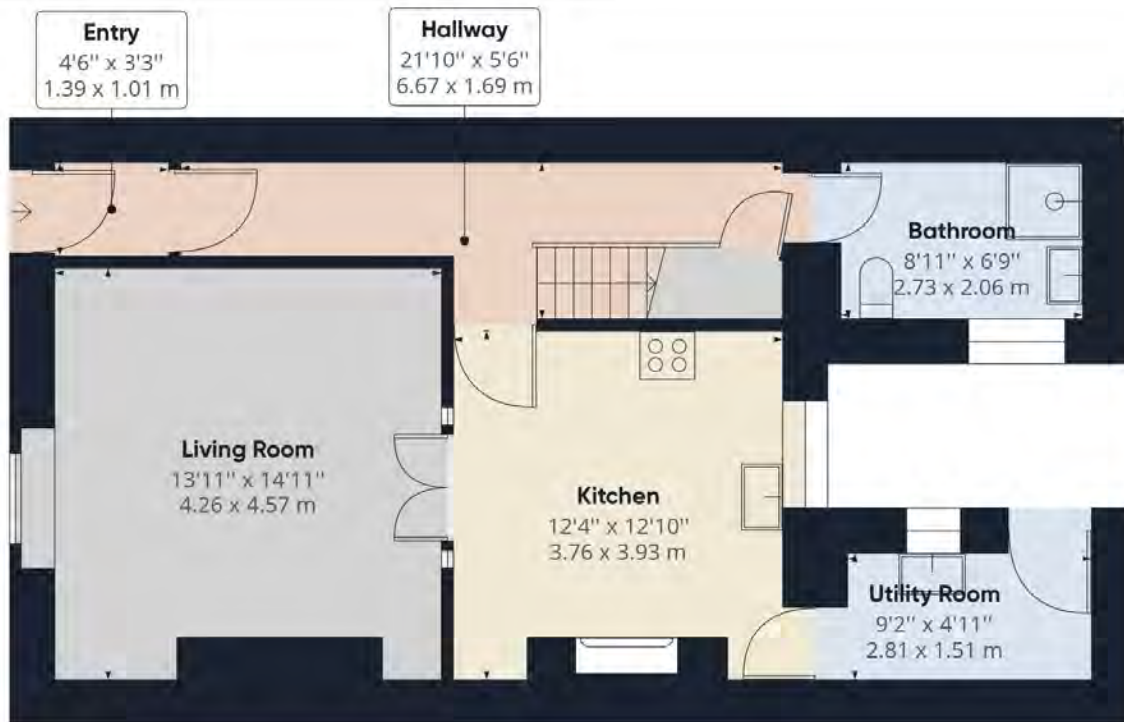 Entry
4'6" x 3'3"
1.39 x 1.01 m
Hallway
21'10" x 5'6"
6.67 x 1.69 m
Bathroom
8'11" x 6'9"
2.73 x 2.06 m
Living Room
13'11" x 14'11"
4.26 x 4.57 m
Kitchen
12'4" x 12'10"
3.76 x 3.93 m
Utility Room
9'2" x 4'11"
2.81 x 1.51 m